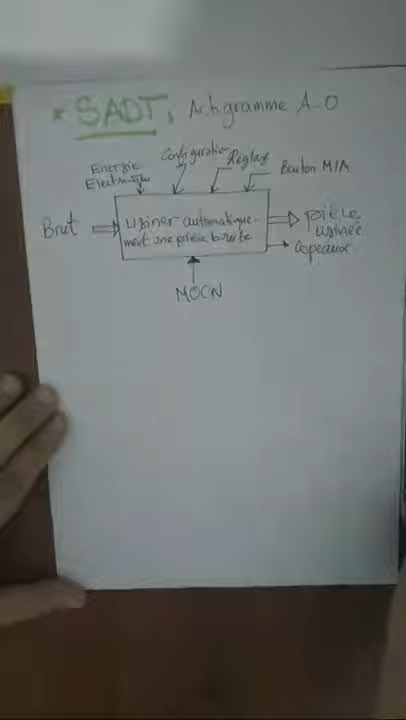 * SADT, Actigramme A-0
Energie
Electrique
Configuration
Réglage
Bouton M/A
Brut
Usiner automatique-
ment une pièce brute
pièce
usinée
Copeaux
MOCN